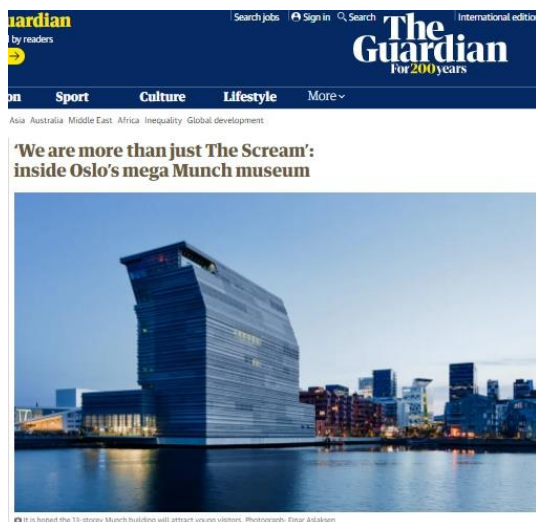 uardian
Search jobs
Sign in
Search
International edition
l by readers
The
Guardian
For 200 years
on
Sport
Culture
Lifestyle
More
Asia Australia Middle East Africa Inequality Global development
‘We are more than just The Scream’:
inside Oslo’s mega Munch museum
It is hoped the 13-storey Munch building will attract young visitors. Photograph: Einar Aslaksen